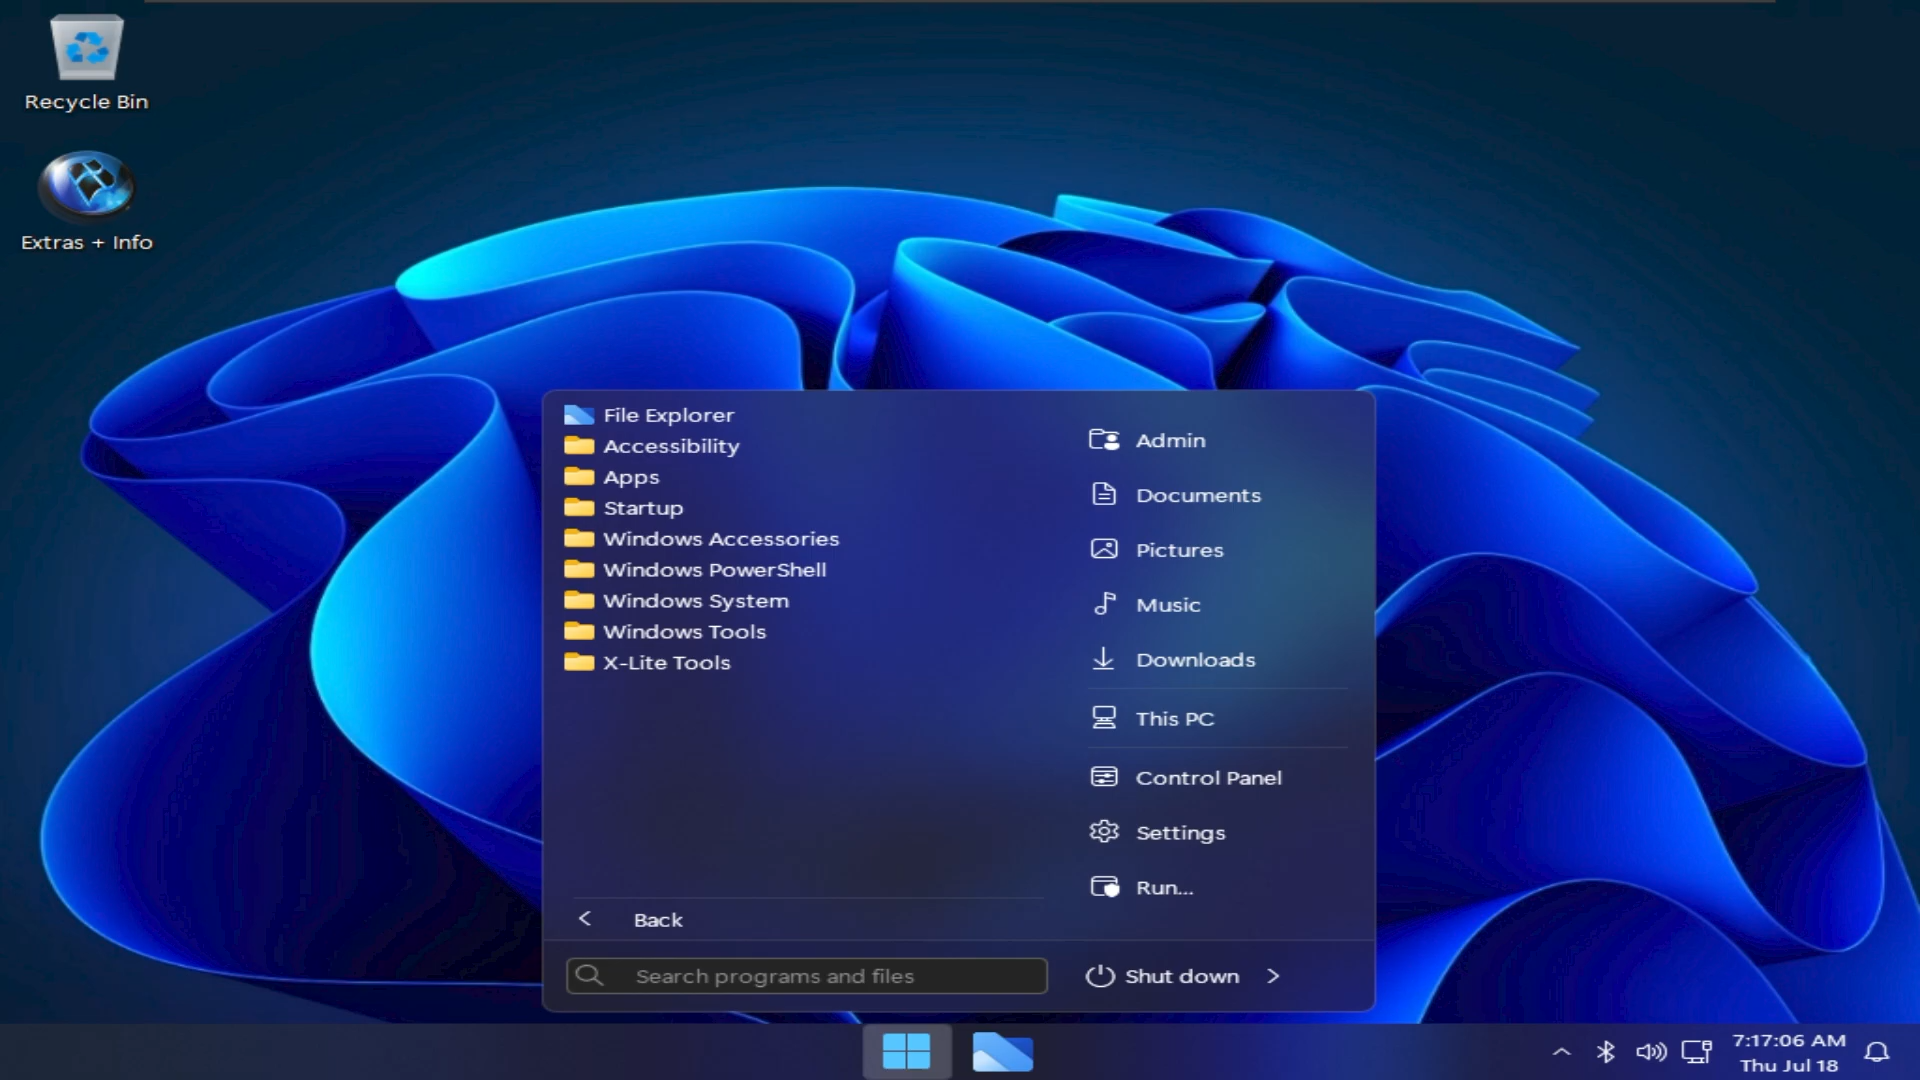 Recycle Bin
Extras + Info
File Explorer
Accessibility
Apps
Startup
Windows Accessories
Windows PowerShell
Windows System
Windows Tools
X-Lite Tools
Back
Search programs and files
Admin
Documents
Pictures
Music
Downloads
This PC
Control Panel
Settings
Run...
Shut down
7:17:06 AM
Thu Jul 18